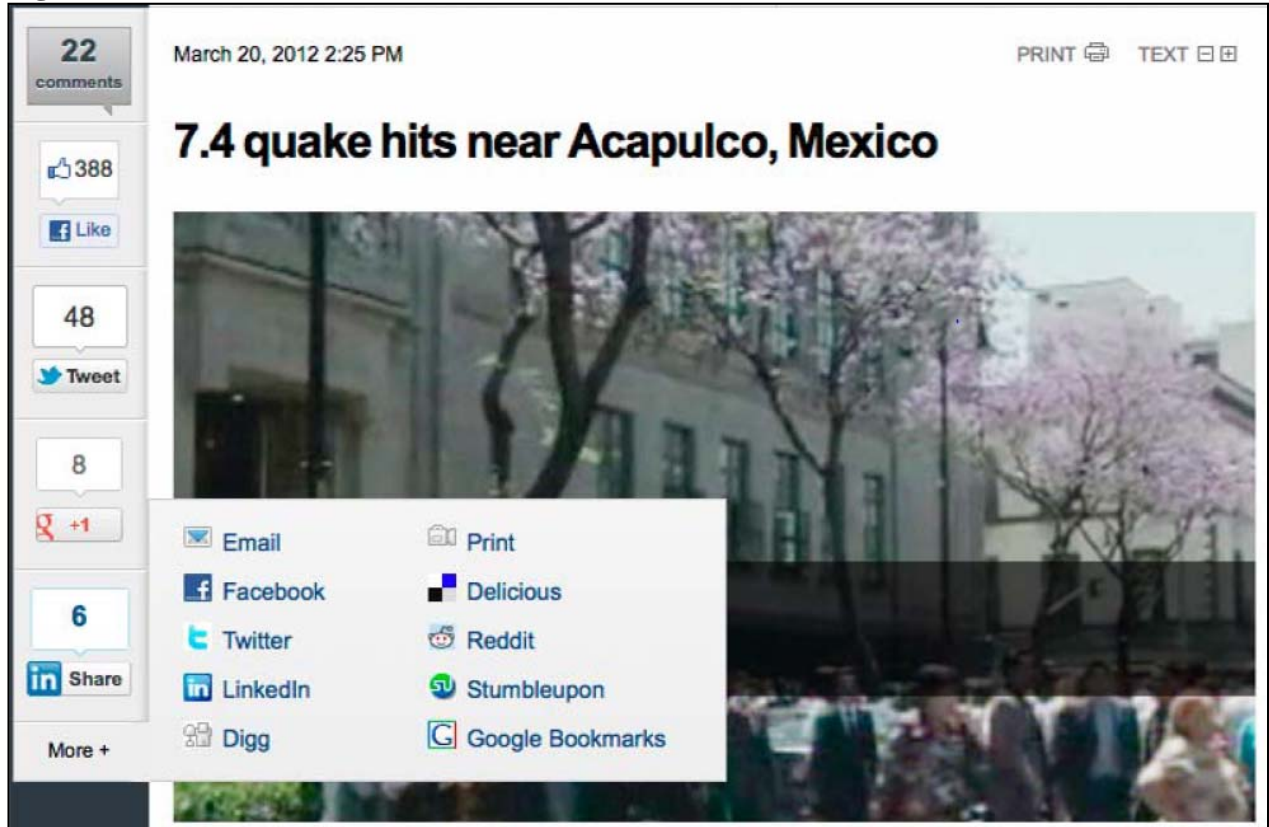 22
comments
March 20, 2012 2:25 PM
PRINT
TEXT
7.4 quake hits near Acapulco, Mexico
388
Like
48
Tweet
8
+1
6
Share
More +
Email
Print
Facebook
Delicious
Twitter
Reddit
LinkedIn
Stumbleupon
Digg
Google Bookmarks